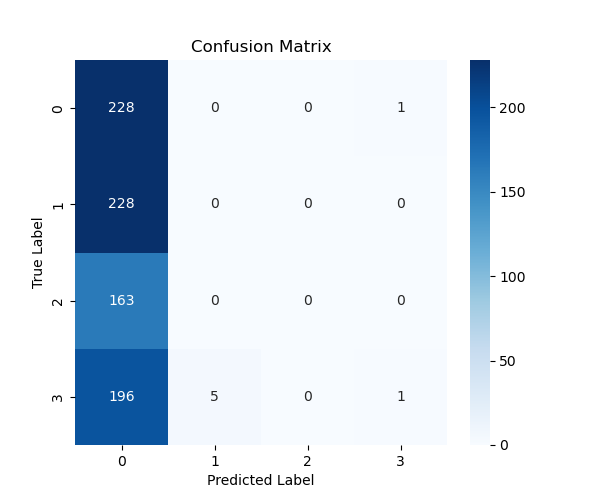 Confusion Matrix
0 228 0 0 1
1 228 0 0 0
2 163 0 0 0
3 196 5 0 1
0 1 2 3
Predicted Label
True Label
200
150
100
50
0